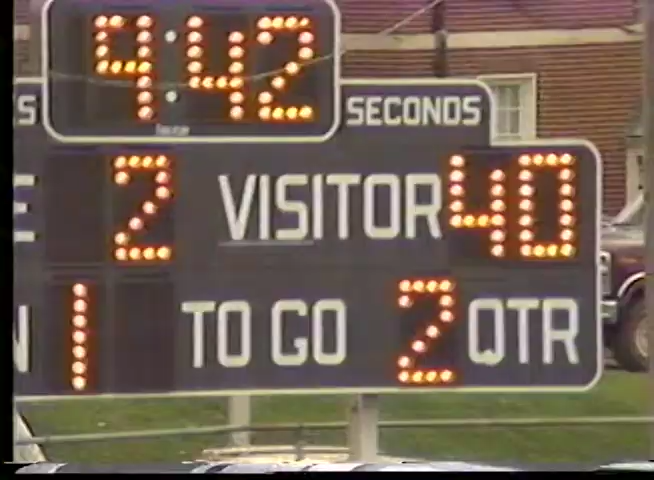 9:42
S SECONDS
E 2 VISITOR 40
N 1 TO GO 2 QTR